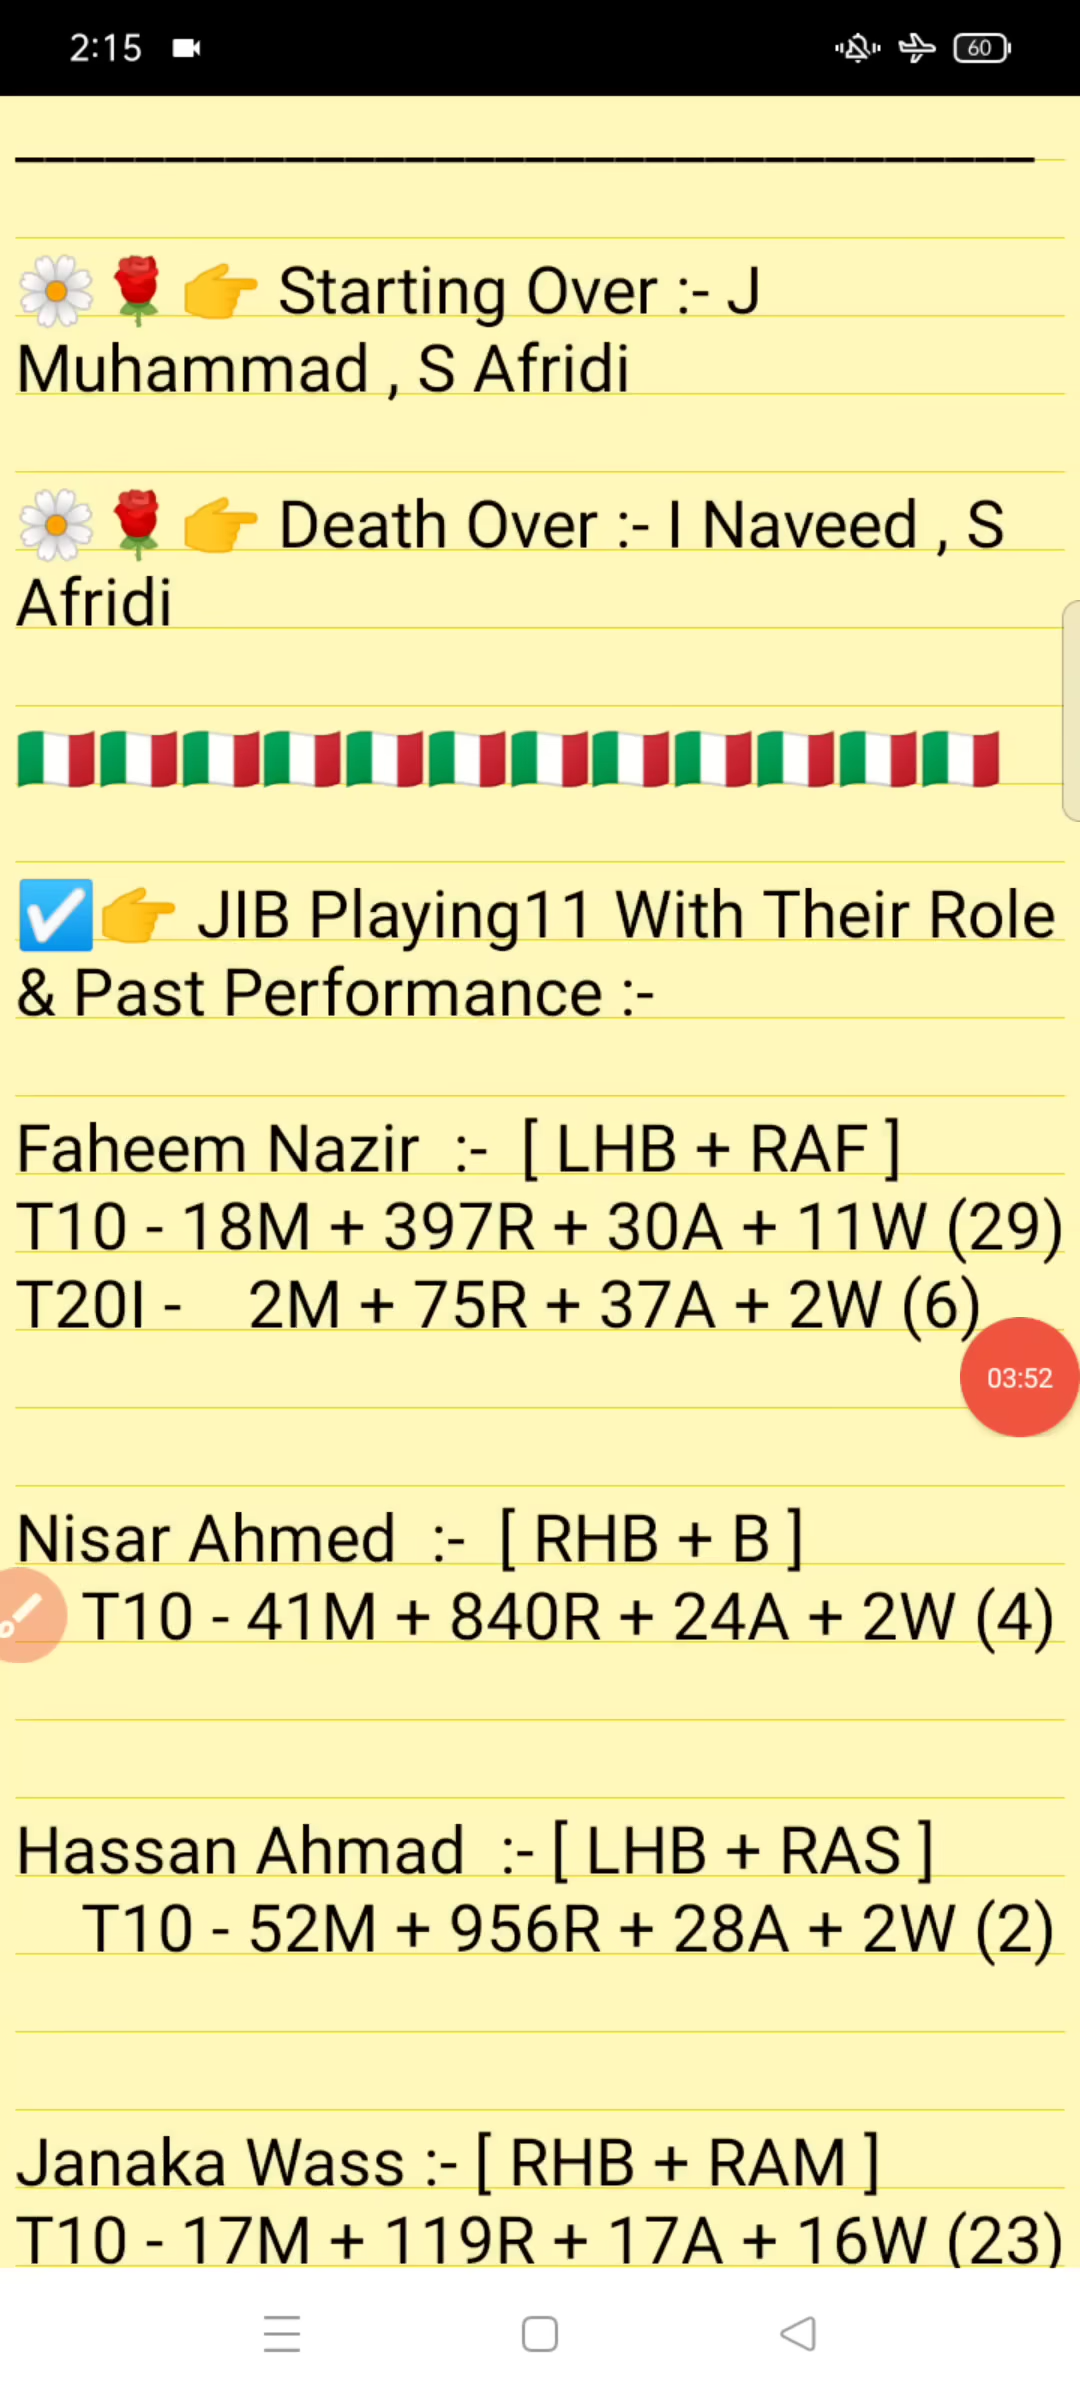 2:15
60
🌼🌹👉 Starting Over :- J
Muhammad , S Afridi
🌼🌹👉 Death Over :- I Naveed , S
Afridi
🇮🇹🇮🇹🇮🇹🇮🇹🇮🇹🇮🇹🇮🇹🇮🇹🇮🇹🇮🇹🇮🇹🇮🇹
☑️👉 JIB Playing11 With Their Role
& Past Performance :-
Faheem Nazir :- [ LHB + RAF ]
T10 - 18M + 397R + 30A + 11W (29)
T20I - 2M + 75R + 37A + 2W (6)
03:52
Nisar Ahmed :- [ RHB + B ]
T10 - 41M + 840R + 24A + 2W (4)
Hassan Ahmad :- [ LHB + RAS ]
T10 - 52M + 956R + 28A + 2W (2)
Janaka Wass :- [ RHB + RAM ]
T10 - 17M + 119R + 17A + 16W (23)